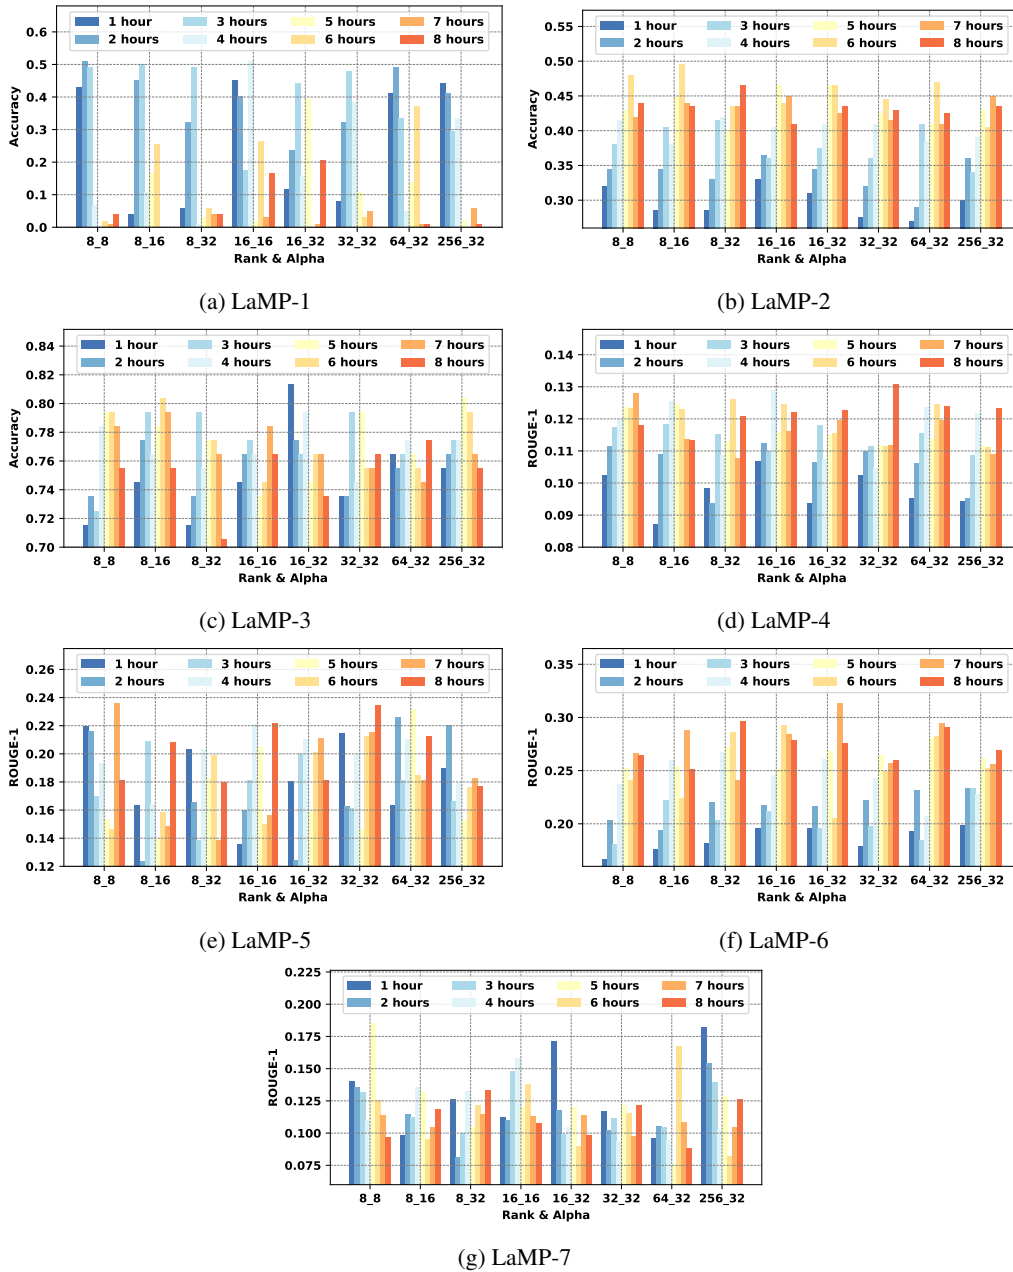 1 hour 3 hours 5 hours 7 hours
2 hours 4 hours 6 hours 8 hours
0.6
0.5
0.4
0.3
0.2
0.1
0.0
Accuracy
8_8 8_16 8_32 16_16 16_32 32_32 64_32 256_32
Rank & Alpha
(a) LaMP-1
1 hour 3 hours 5 hours 7 hours
2 hours 4 hours 6 hours 8 hours
0.55
0.50
0.45
0.40
0.35
0.30
Accuracy
8_8 8_16 8_32 16_16 16_32 32_32 64_32 256_32
Rank & Alpha
(b) LaMP-2
1 hour 3 hours 5 hours 7 hours
2 hours 4 hours 6 hours 8 hours
0.84
0.82
0.80
0.78
0.76
0.74
0.72
0.70
Accuracy
8_8 8_16 8_32 16_16 16_32 32_32 64_32 256_32
Rank & Alpha
(c) LaMP-3
1 hour 3 hours 5 hours 7 hours
2 hours 4 hours 6 hours 8 hours
0.14
0.13
0.12
0.11
0.10
0.09
0.08
ROUGE-1
8_8 8_16 8_32 16_16 16_32 32_32 64_32 256_32
Rank & Alpha
(d) LaMP-4
1 hour 3 hours 5 hours 7 hours
2 hours 4 hours 6 hours 8 hours
0.26
0.24
0.22
0.20
0.18
0.16
0.14
0.12
ROUGE-1
8_8 8_16 8_32 16_16 16_32 32_32 64_32 256_32
Rank & Alpha
(e) LaMP-5
1 hour 3 hours 5 hours 7 hours
2 hours 4 hours 6 hours 8 hours
0.35
0.30
0.25
0.20
ROUGE-1
8_8 8_16 8_32 16_16 16_32 32_32 64_32 256_32
Rank & Alpha
(f) LaMP-6
1 hour 3 hours 5 hours 7 hours
2 hours 4 hours 6 hours 8 hours
0.225
0.200
0.175
0.150
0.125
0.100
0.075
ROUGE-1
8_8 8_16 8_32 16_16 16_32 32_32 64_32 256_32
Rank & Alpha
(g) LaMP-7